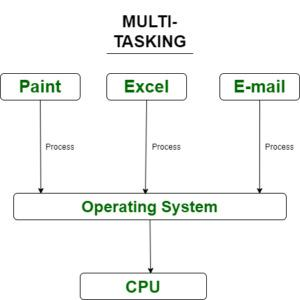 MULTI-
TASKING
Paint
Excel
E-mail
Process
Process
Process
Operating System
CPU